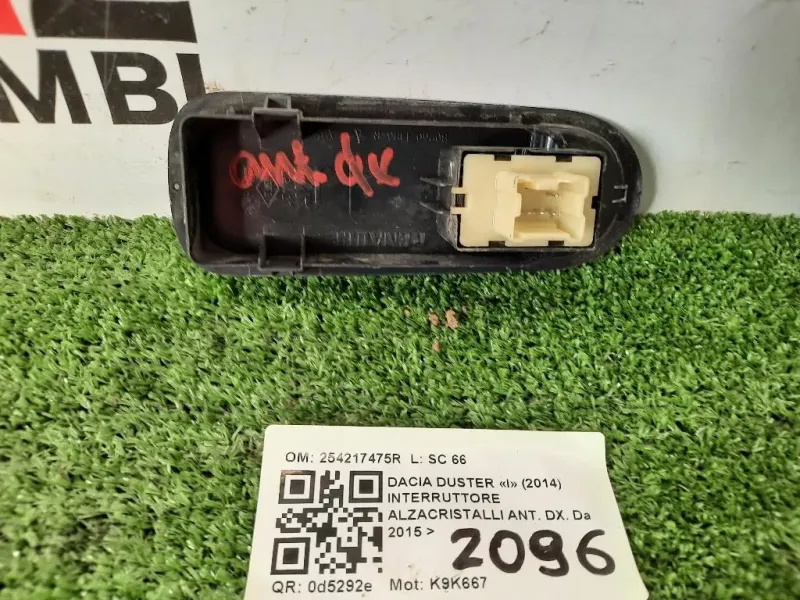 MBI
ant. dx
RENAULT
OM: 254217475R L: SC 66
DACIA DUSTER «I» (2014)
INTERRUTTORE
ALZACRISTALLI ANT. DX. Da
2015 >
2096
QR: 0d5292e Mot: K9K667